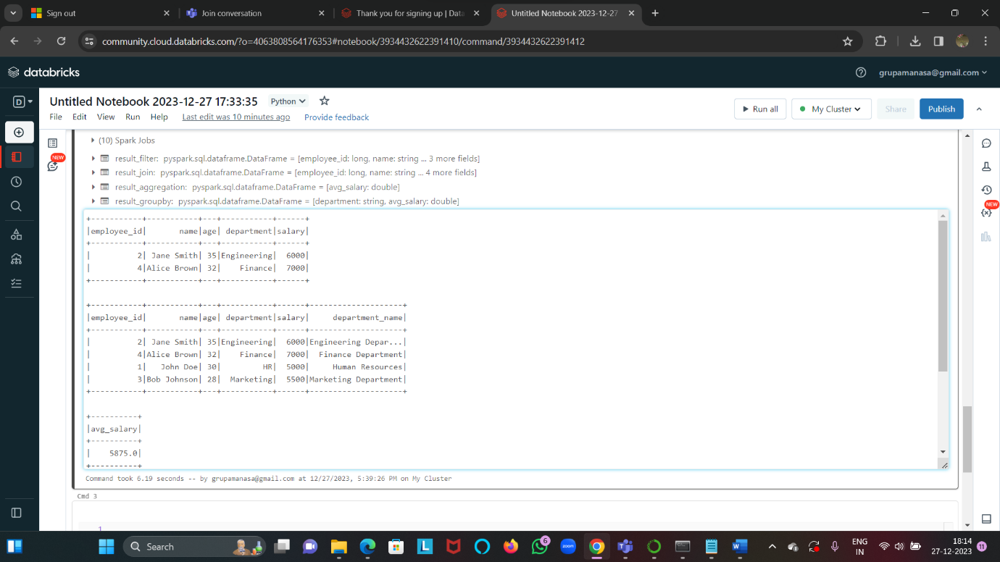 Sign out
Join conversation
Thank you for signing up | Data
Untitled Notebook 2023-12-27
community.cloud.databricks.com/?o=4063808564176353#notebook/3934432622391410/command/3934432622391412
databricks
grupamanasa@gmail.com
D
Untitled Notebook 2023-12-27 17:33:35 Python
File Edit View Run Help Last edit was 10 minutes ago Provide feedback
Run all My Cluster Share Publish
NEW
NEW
(10) Spark Jobs
result_filter: pyspark.sql.dataframe.DataFrame = [employee_id: long, name: string ... 3 more fields]
result_join: pyspark.sql.dataframe.DataFrame = [employee_id: long, name: string ... 4 more fields]
result_aggregation: pyspark.sql.dataframe.DataFrame = [avg_salary: double]
result_groupby: pyspark.sql.dataframe.DataFrame = [department: string, avg_salary: double]
+-----------+-----------+---+-----------+------+
|employee_id|       name|age| department|salary|
+-----------+-----------+---+-----------+------+
|          2| Jane Smith| 35|Engineering|  6000|
|          4|Alice Brown| 32|    Finance|  7000|
+-----------+-----------+---+-----------+------+
+-----------+-----------+---+-----------+------+--------------------+
|employee_id|       name|age| department|salary|     department_name|
+-----------+-----------+---+-----------+------+--------------------+
|          2| Jane Smith| 35|Engineering|  6000|Engineering Depar...|
|          4|Alice Brown| 32|    Finance|  7000|  Finance Department|
|          1|   John Doe| 30|         HR|  5000|     Human Resources|
|          3|Bob Johnson| 28|  Marketing|  5500|Marketing Department|
+-----------+-----------+---+-----------+------+--------------------+
+----------+
|avg_salary|
+----------+
|    5875.0|
+----------+
Command took 6.19 seconds -- by grupamanasa@gmail.com at 12/27/2023, 5:39:26 PM on My Cluster
Cmd 3
1
Search
L
6
zoom
W
ENG
IN
18:14
27-12-2023
11